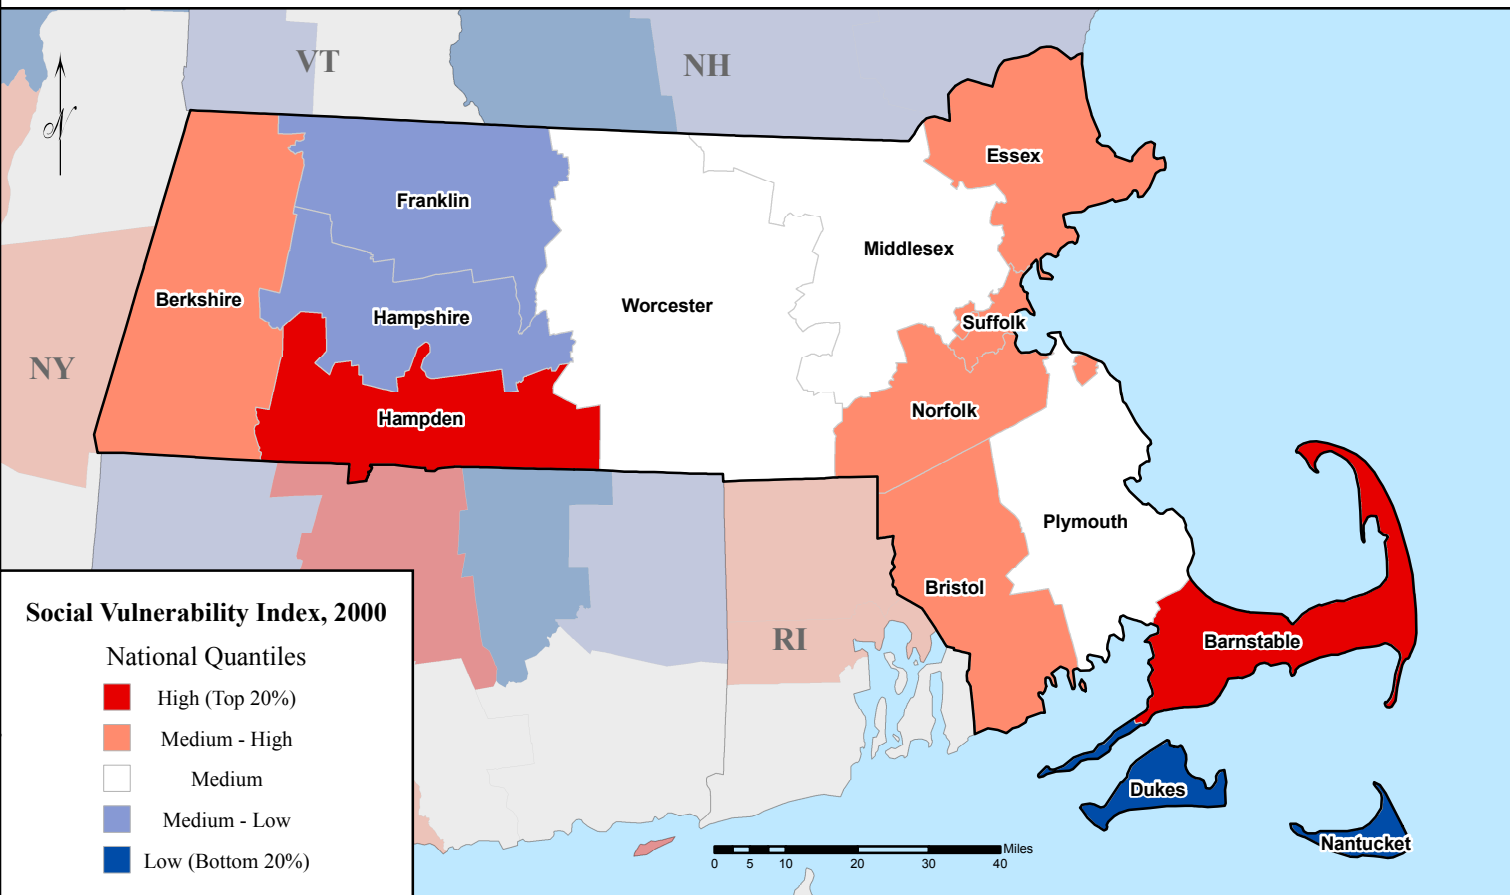 VT
NH
N
Essex
Franklin
Middlesex
Berkshire
Worcester
Hampshire
Suffolk
NY
Norfolk
Hampden
Plymouth
Bristol
RI
Barnstable
Dukes
Nantucket
Social Vulnerability Index, 2000
National Quantiles
High (Top 20%)
Medium - High
Medium
Medium - Low
Low (Bottom 20%)
Miles
0 5 10 20 30 40